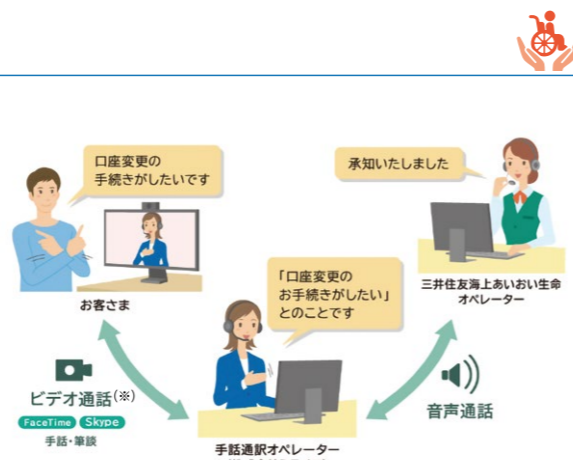 口座変更の
手続きがしたいです
承知いたしました
「口座変更の
お手続きがしたい」
とのことです
お客さま
三井住友海上あいおい生命
オペレーター
ビデオ通話(※)
FaceTime
Skype
手話・筆談
音声通話
手話通訳オペレーター